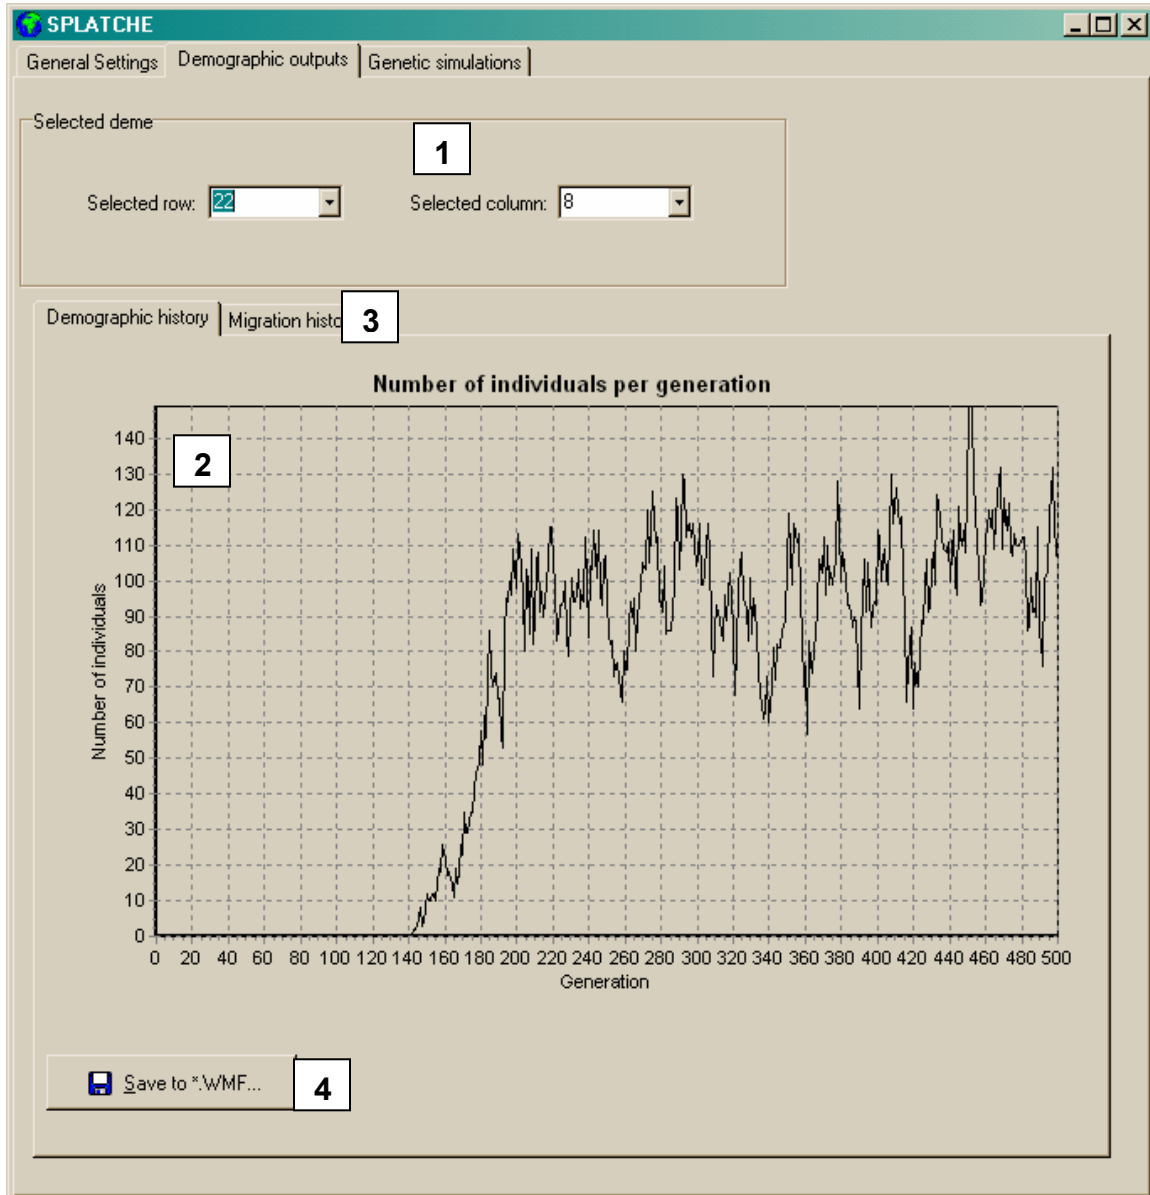 SPLATCHE
General Settings Demographic outputs Genetic simulations
Selected deme
1
Selected row: 22 Selected column: 8
Demographic history Migration histo 3
Number of individuals per generation
2
140
130
120
110
100
90
80
70
60
50
40
30
20
10
0
Number of individuals
0 20 40 60 80 100 120 140 160 180 200 220 240 260 280 300 320 340 360 380 400 420 440 460 480 500
Generation
Save to *.WMF... 4